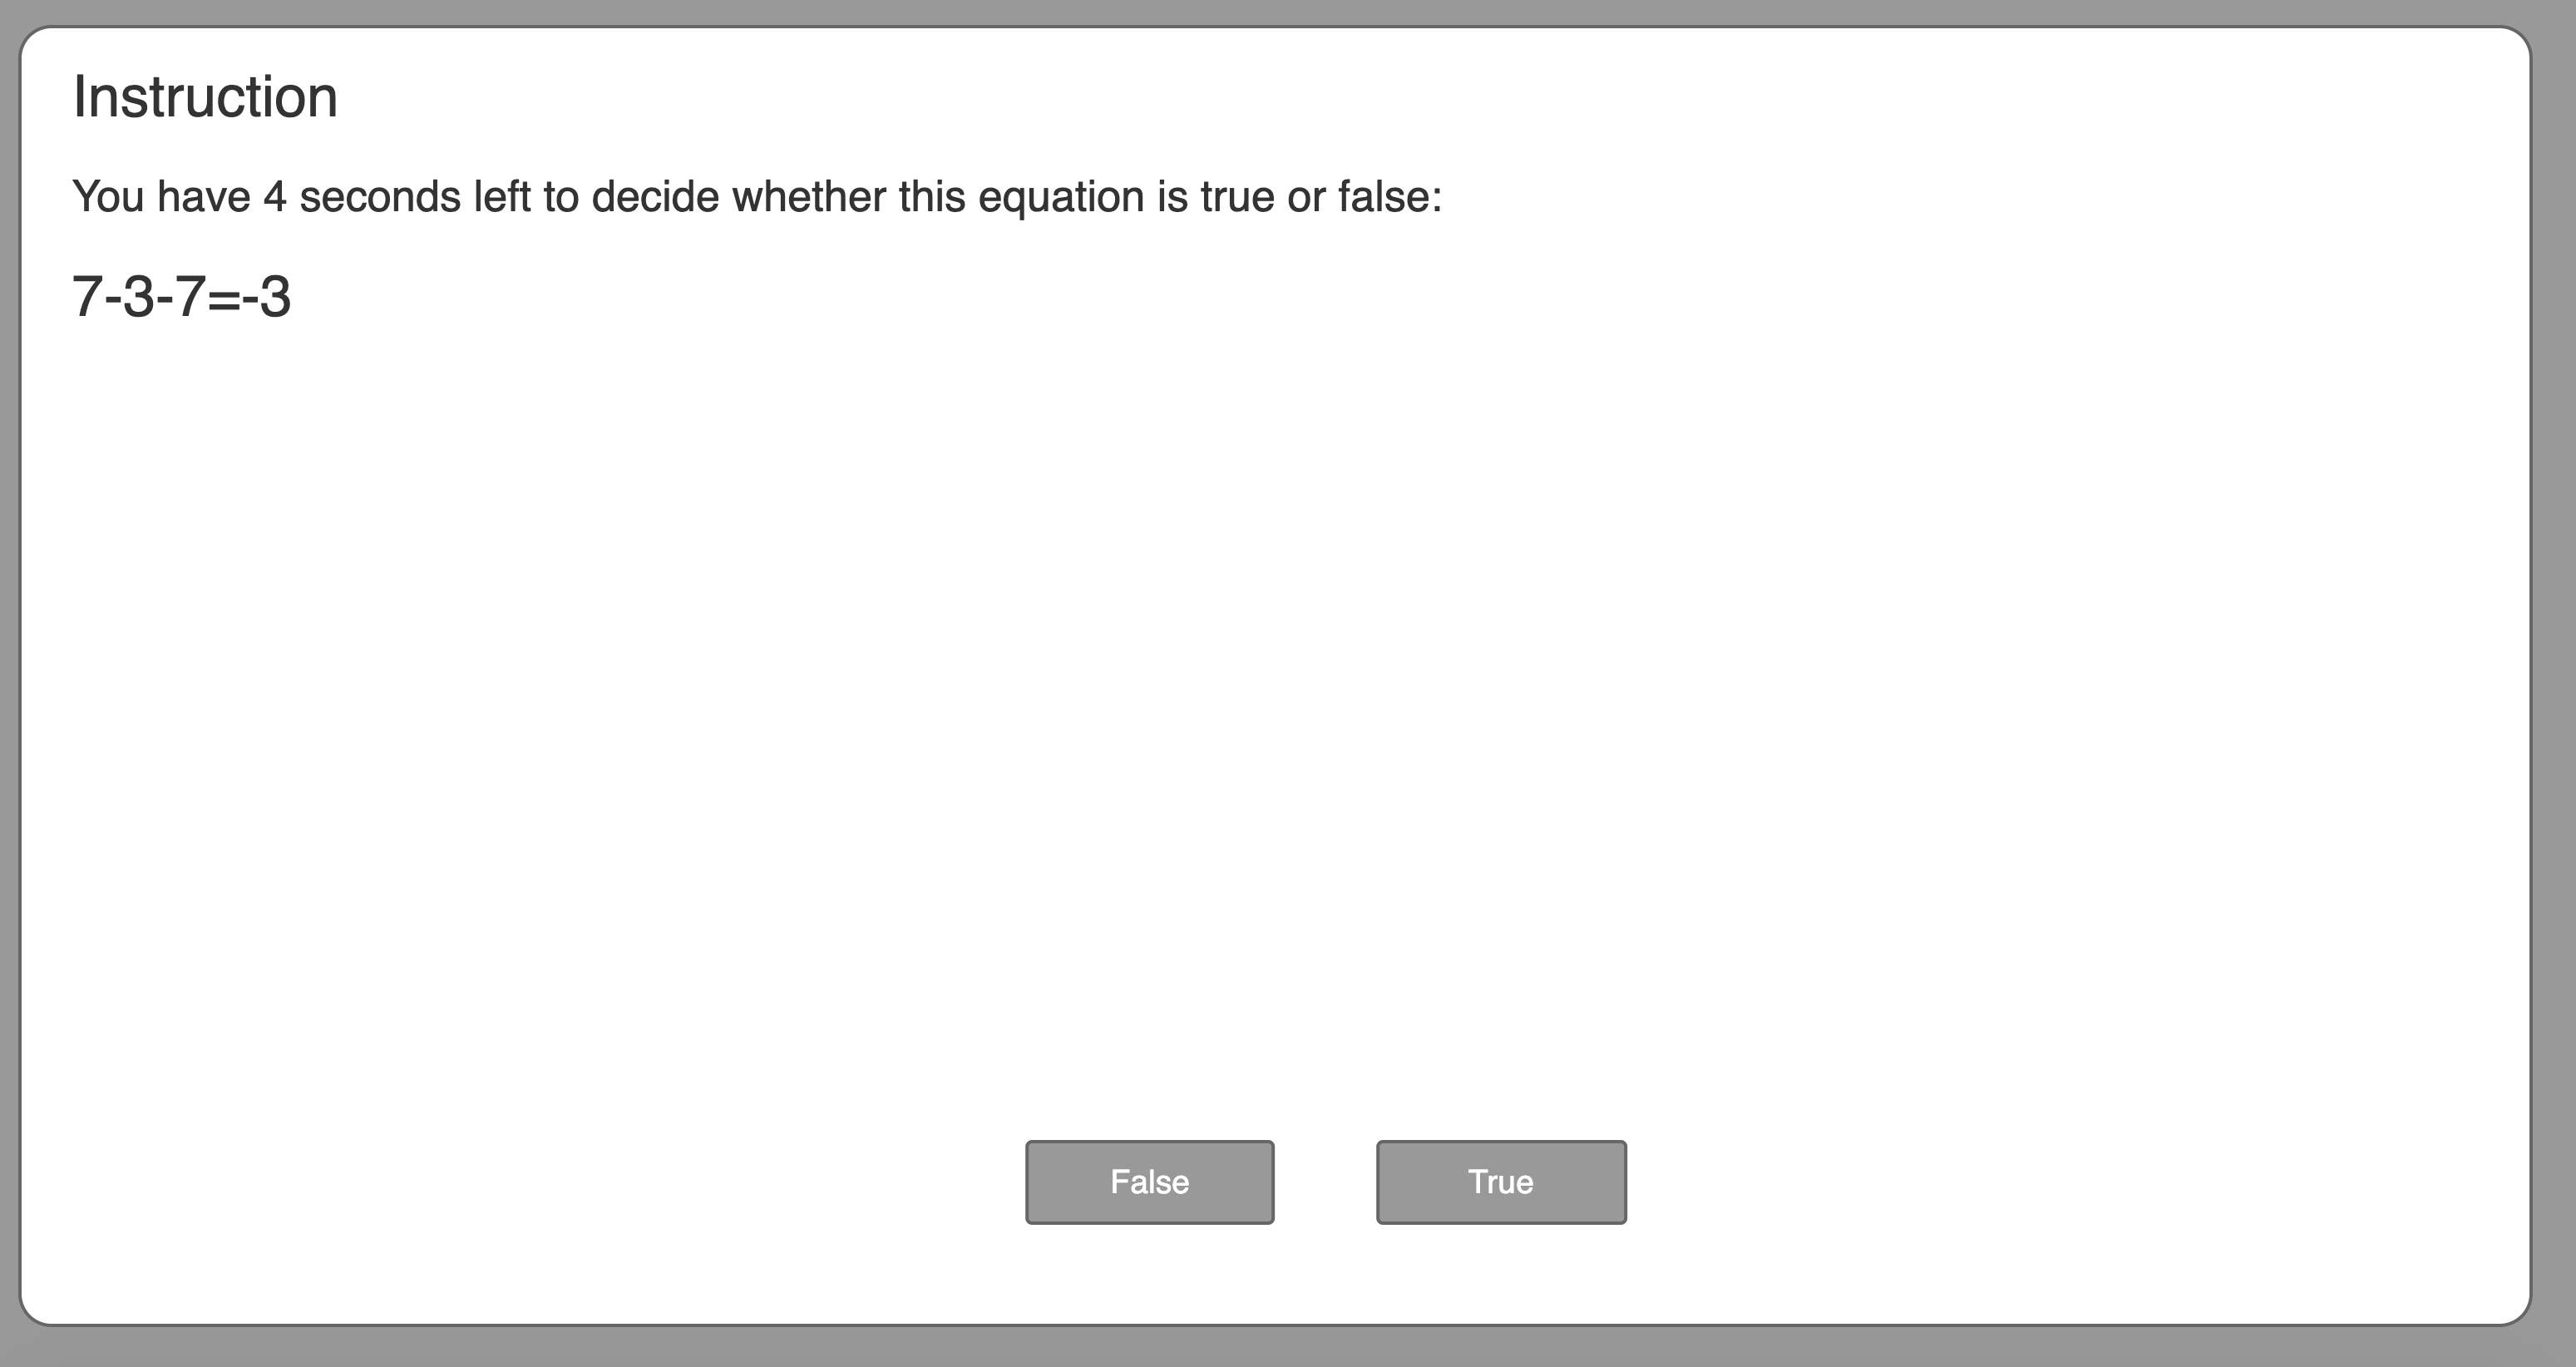 Instruction
You have 4 seconds left to decide whether this equation is true or false:
7-3-7=-3
False True